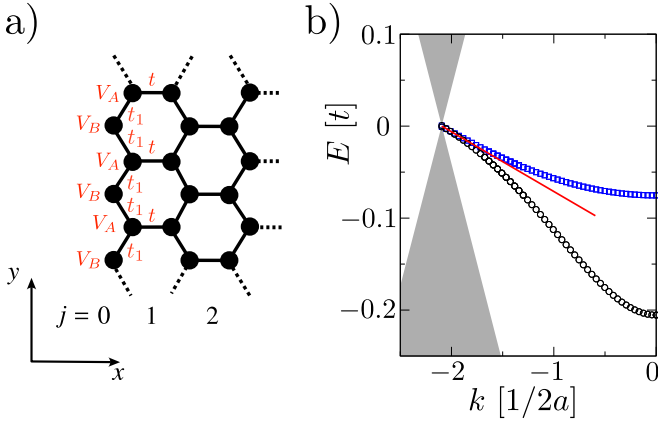 a)
t
V_A
t_1
V_B
t_1
V_A
t
t_1
V_B
t_1
V_A
t
t_1
V_B
y
j = 0 1 2
x
b)
0.1
0
−0.1
−0.2
E [t]
−2 −1 0
k [1/2a]